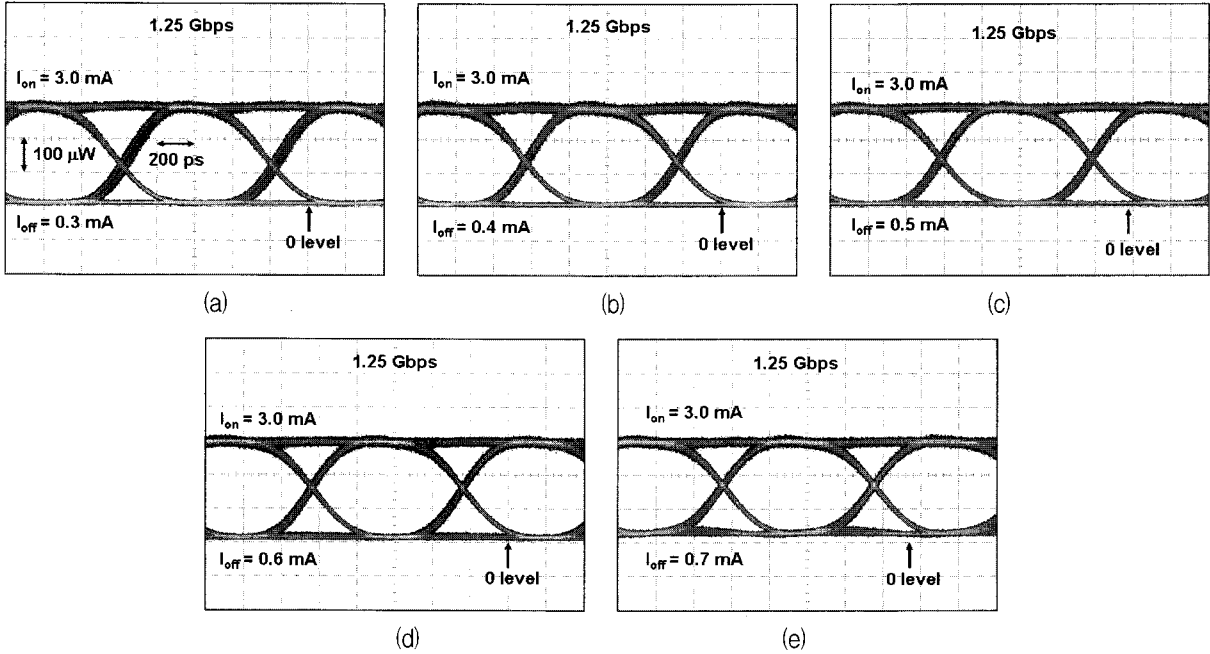 1.25 Gbps
I_on = 3.0 mA
100 μW
200 ps
I_off = 0.3 mA
0 level
(a)
1.25 Gbps
I_on = 3.0 mA
I_off = 0.4 mA
0 level
(b)
1.25 Gbps
I_on = 3.0 mA
I_off = 0.5 mA
0 level
(c)
1.25 Gbps
I_on = 3.0 mA
I_off = 0.6 mA
0 level
(d)
1.25 Gbps
I_on = 3.0 mA
I_off = 0.7 mA
0 level
(e)